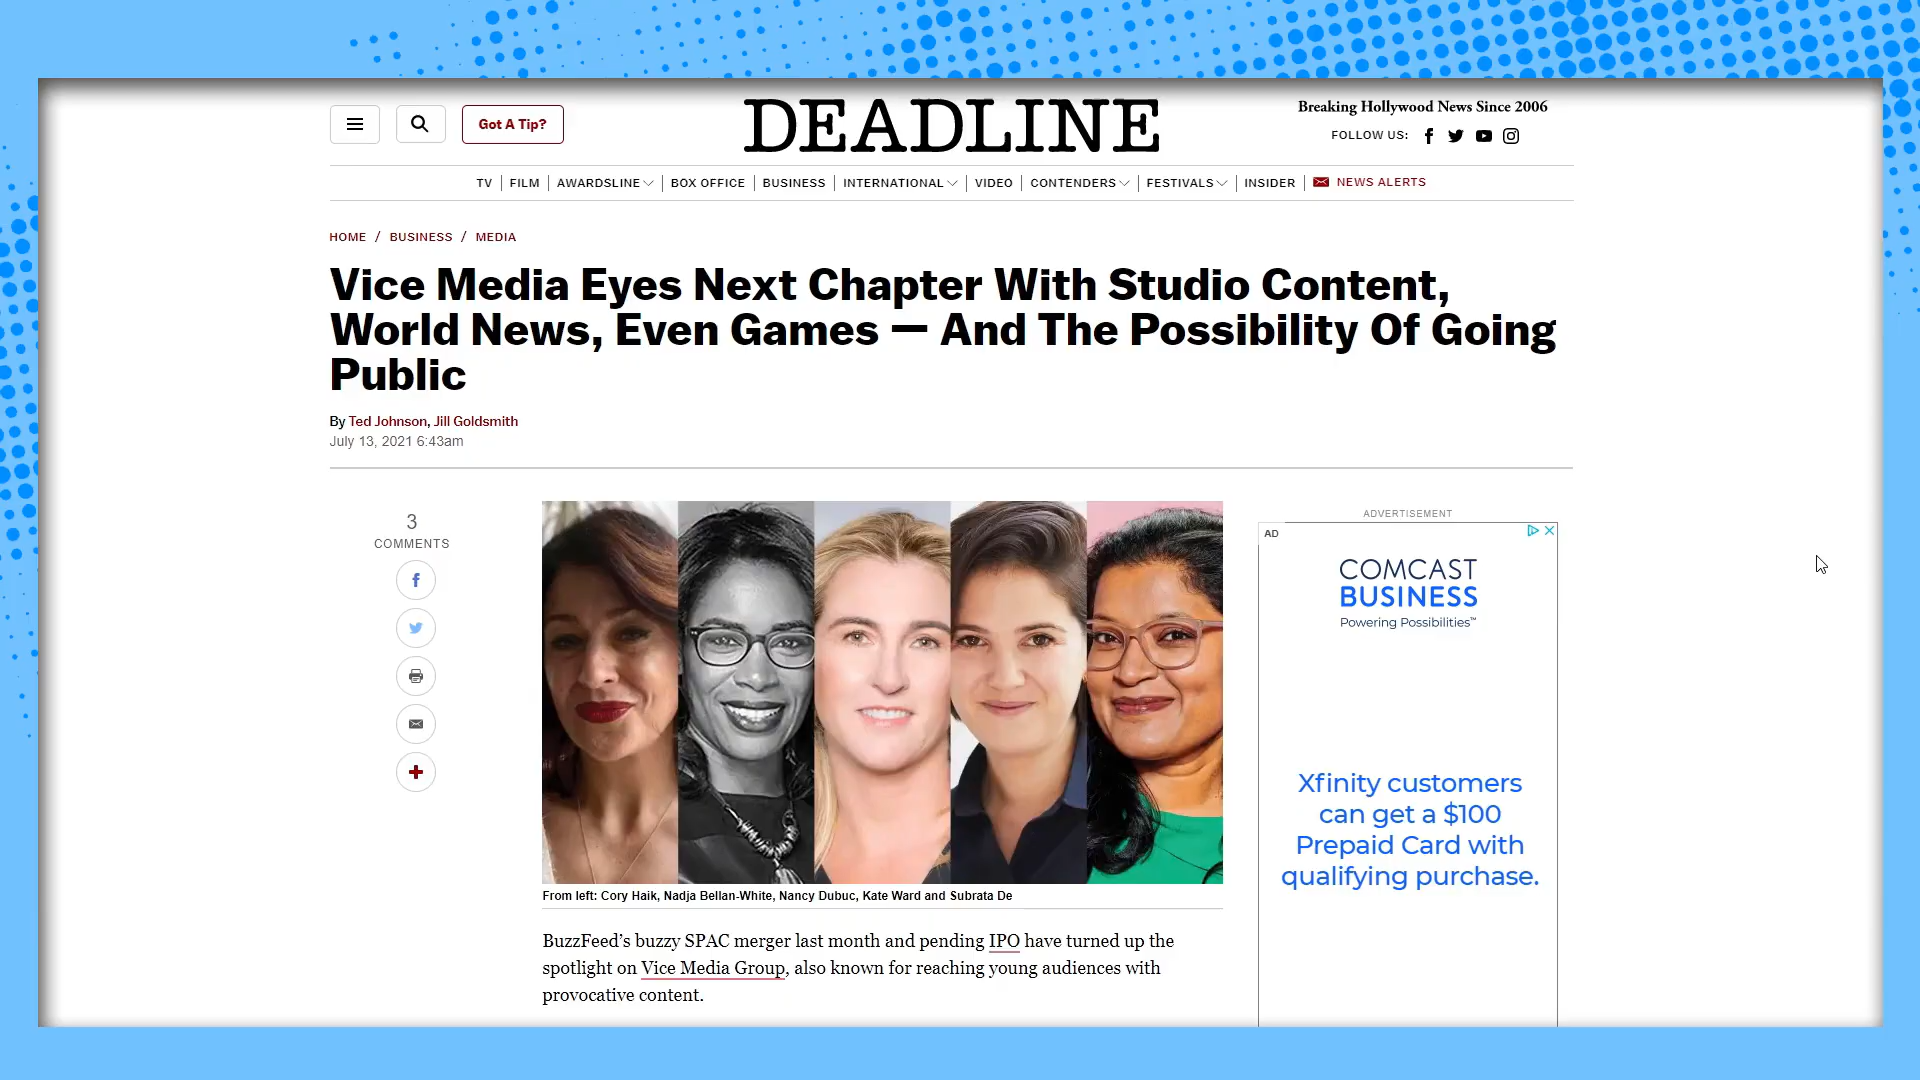 Got A Tip?
DEADLINE
Breaking Hollywood News Since 2006
FOLLOW US:
TV FILM AWARDSLINE BOX OFFICE BUSINESS INTERNATIONAL VIDEO CONTENDERS FESTIVALS INSIDER NEWS ALERTS
HOME / BUSINESS / MEDIA
Vice Media Eyes Next Chapter With Studio Content,
World News, Even Games — And The Possibility Of Going
Public
By Ted Johnson, Jill Goldsmith
July 13, 2021 6:43am
3
COMMENTS
From left: Cory Haik, Nadja Bellan-White, Nancy Dubuc, Kate Ward and Subrata De
BuzzFeed’s buzzy SPAC merger last month and pending IPO have turned up the
spotlight on Vice Media Group, also known for reaching young audiences with
provocative content.
ADVERTISEMENT
AD
COMCAST
BUSINESS
Powering Possibilities™
Xfinity customers
can get a $100
Prepaid Card with
qualifying purchase.